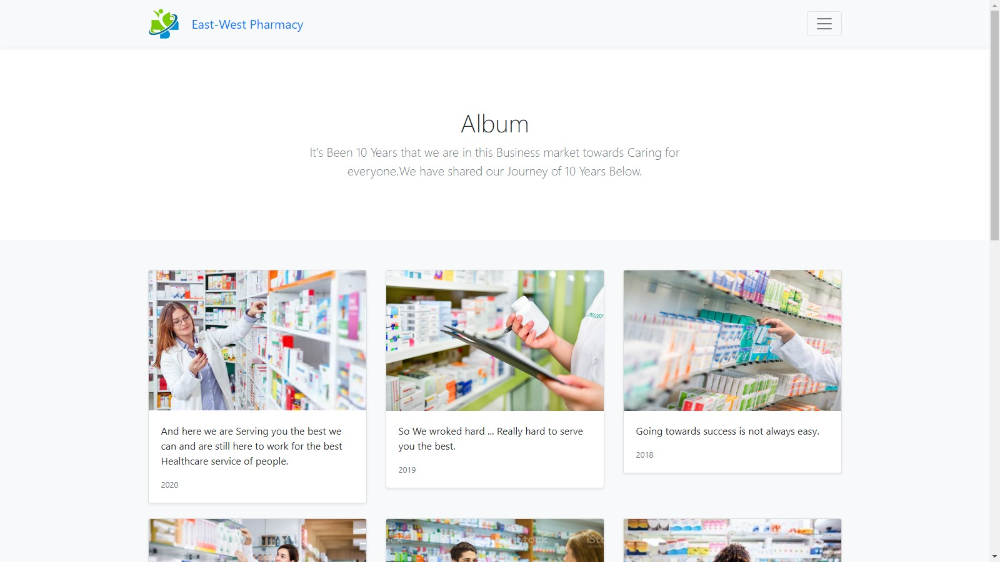 East-West Pharmacy
Album
It's Been 10 Years that we are in this Business market towards Caring for
everyone.We have shared our Journey of 10 Years Below.
And here we are Serving you the best we
can and are still here to work for the best
Healthcare service of people.
2020
So We wroked hard ... Really hard to serve
you the best.
2019
Going towards success is not always easy.
2018
iStock
iStock